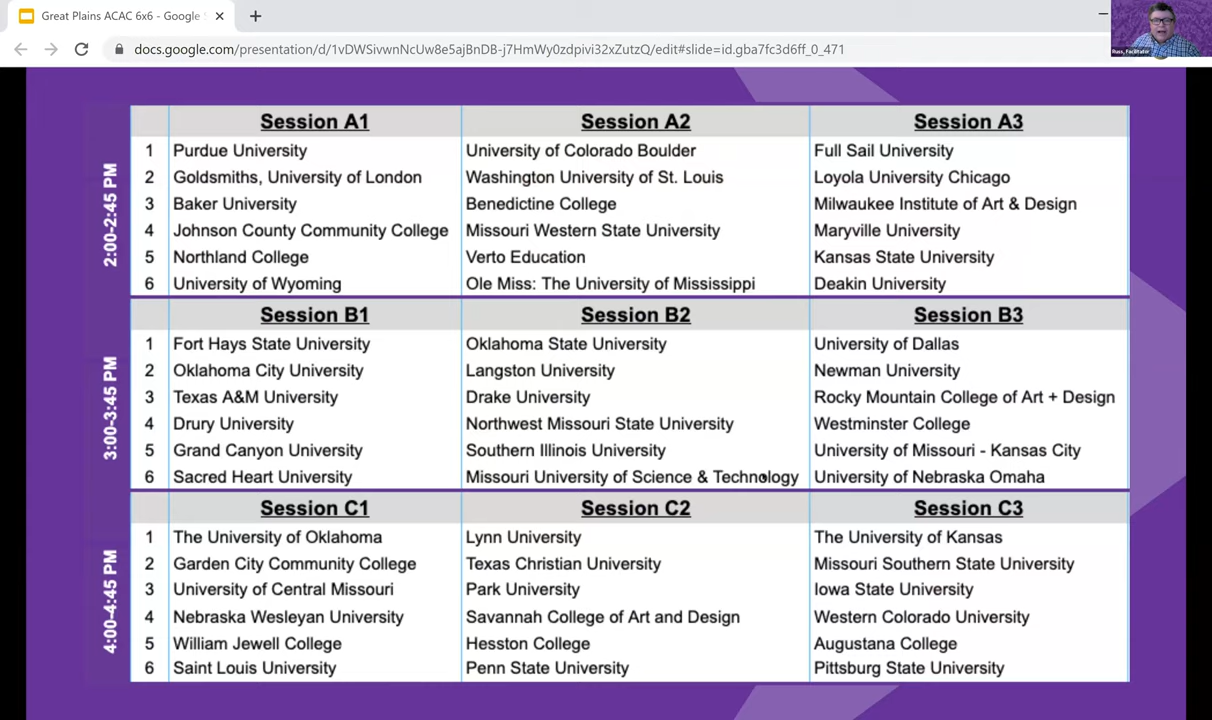 Great Plains ACAC 6x6 - Google
docs.google.com/presentation/d/1vDWSivwnNcUw8e5ajBnDB-j7HmWy0zdpivi32xZutzQ/edit#slide=id.gba7fc3d6ff_0_471
Russ, Facilitator
2:00-2:45 PM
Session A1 Session A2 Session A3
1 Purdue University University of Colorado Boulder Full Sail University
2 Goldsmiths, University of London Washington University of St. Louis Loyola University Chicago
3 Baker University Benedictine College Milwaukee Institute of Art & Design
4 Johnson County Community College Missouri Western State University Maryville University
5 Northland College Verto Education Kansas State University
6 University of Wyoming Ole Miss: The University of Mississippi Deakin University
3:00-3:45 PM
Session B1 Session B2 Session B3
1 Fort Hays State University Oklahoma State University University of Dallas
2 Oklahoma City University Langston University Newman University
3 Texas A&M University Drake University Rocky Mountain College of Art + Design
4 Drury University Northwest Missouri State University Westminster College
5 Grand Canyon University Southern Illinois University University of Missouri - Kansas City
6 Sacred Heart University Missouri University of Science & Technology University of Nebraska Omaha
4:00-4:45 PM
Session C1 Session C2 Session C3
1 The University of Oklahoma Lynn University The University of Kansas
2 Garden City Community College Texas Christian University Missouri Southern State University
3 University of Central Missouri Park University Iowa State University
4 Nebraska Wesleyan University Savannah College of Art and Design Western Colorado University
5 William Jewell College Hesston College Augustana College
6 Saint Louis University Penn State University Pittsburg State University